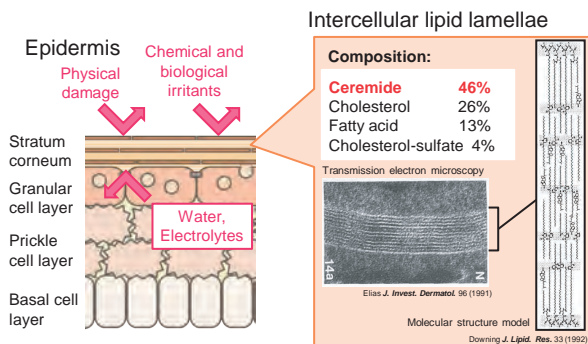 Intercellular lipid lamellae
Epidermis
Physical
damage
Chemical and
biological
irritants
Stratum
corneum
Granular
cell layer
Prickle
cell layer
Basal cell
layer
Water,
Electrolytes
Composition:
Ceremide 46%
Cholesterol 26%
Fatty acid 13%
Cholesterol-sulfate 4%
Transmission electron microscopy
14a
N
Elias J. Invest. Dermatol. 96 (1991)
Molecular structure model
Downing J. Lipid. Res. 33 (1992)